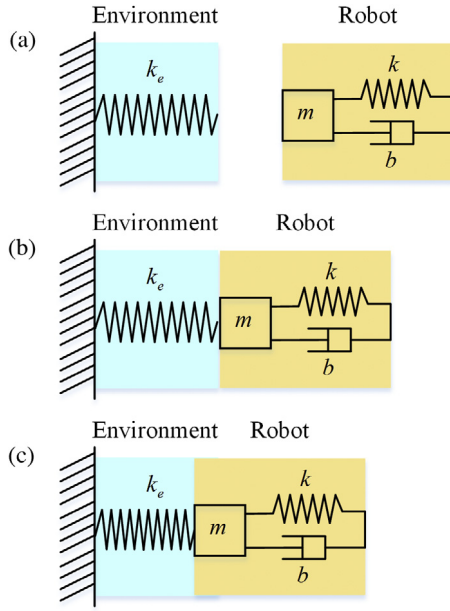 (a)
Environment Robot
k_e
k
m
b
(b)
Environment Robot
k_e
k
m
b
(c)
Environment Robot
k_e
k
m
b